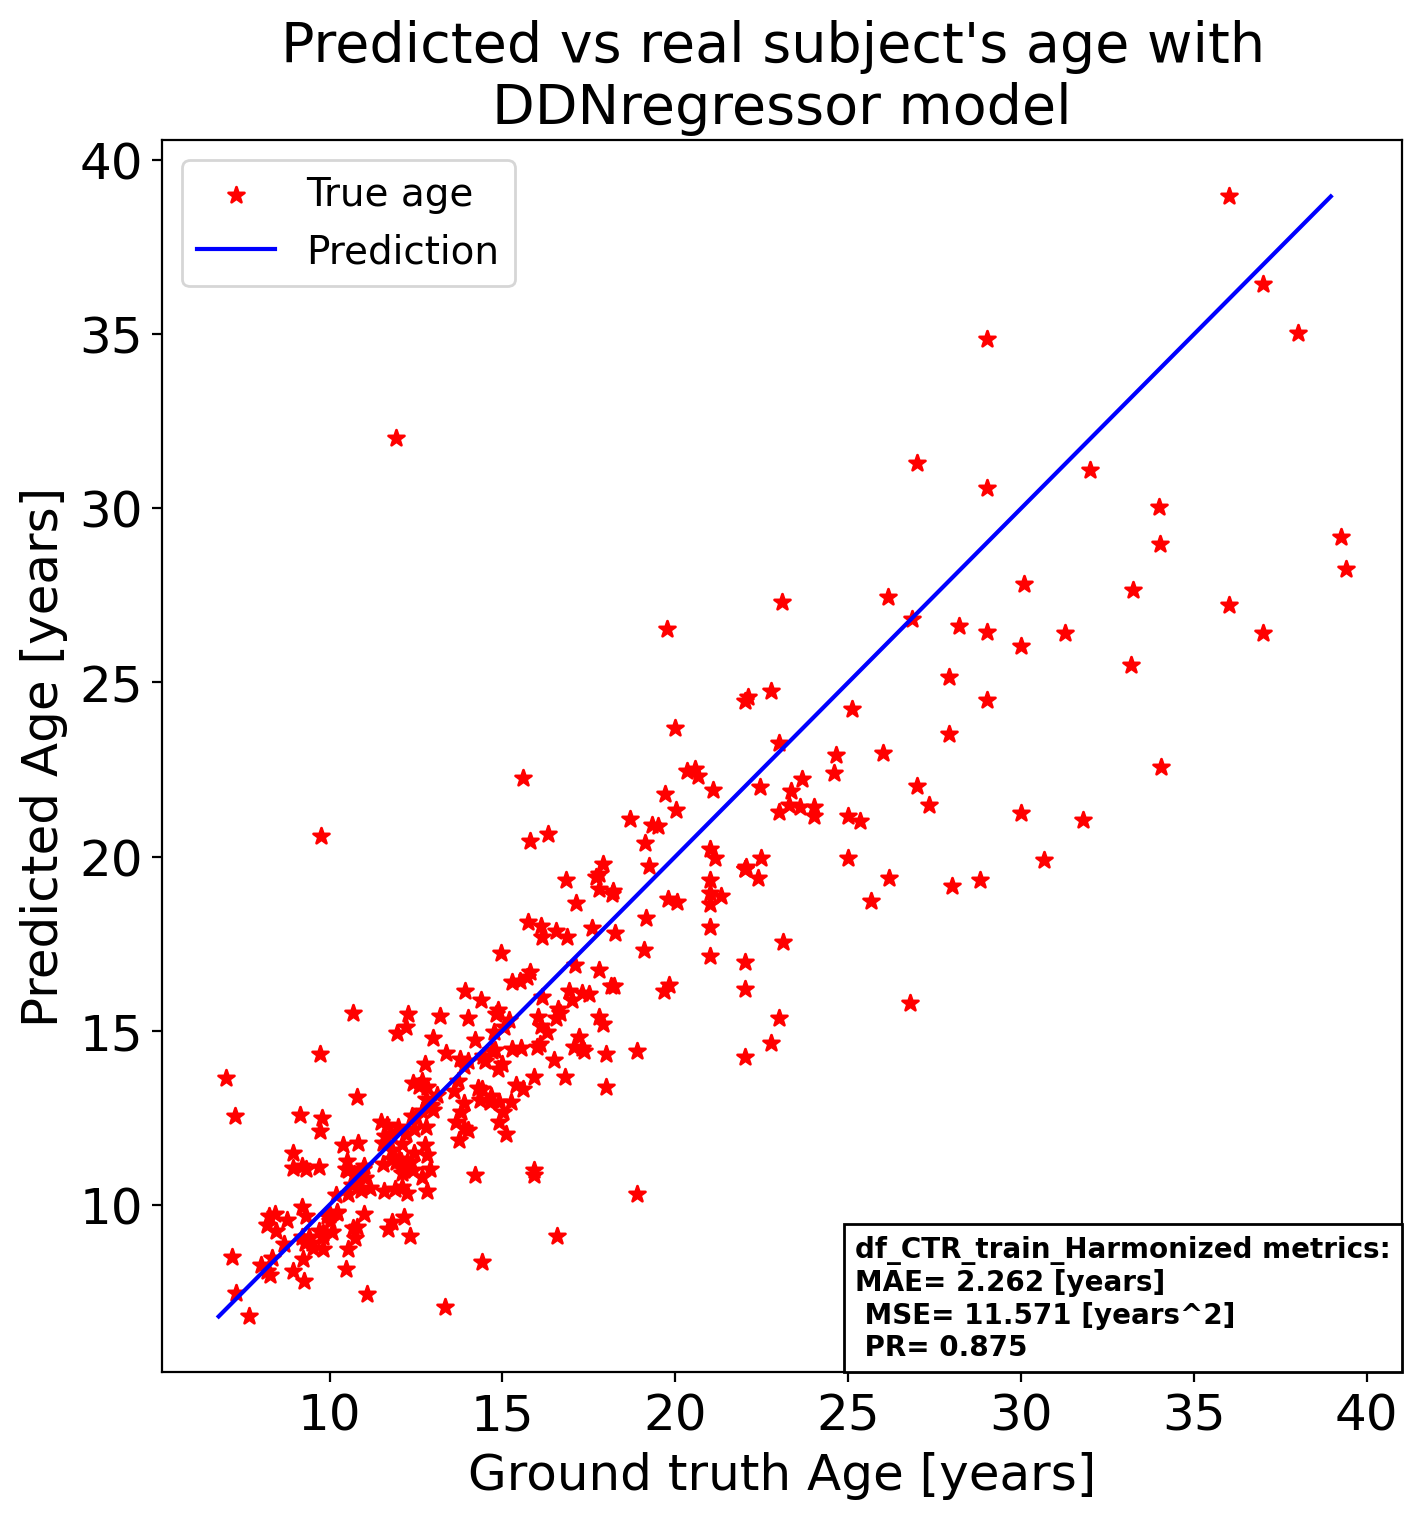 Predicted vs real subject's age with
DDNregressor model
40
35
30
25
20
15
10
Predicted Age [years]
True age
Prediction
df_CTR_train_Harmonized metrics:
MAE= 2.262 [years]
MSE= 11.571 [years^2]
PR= 0.875
10 15 20 25 30 35 40
Ground truth Age [years]